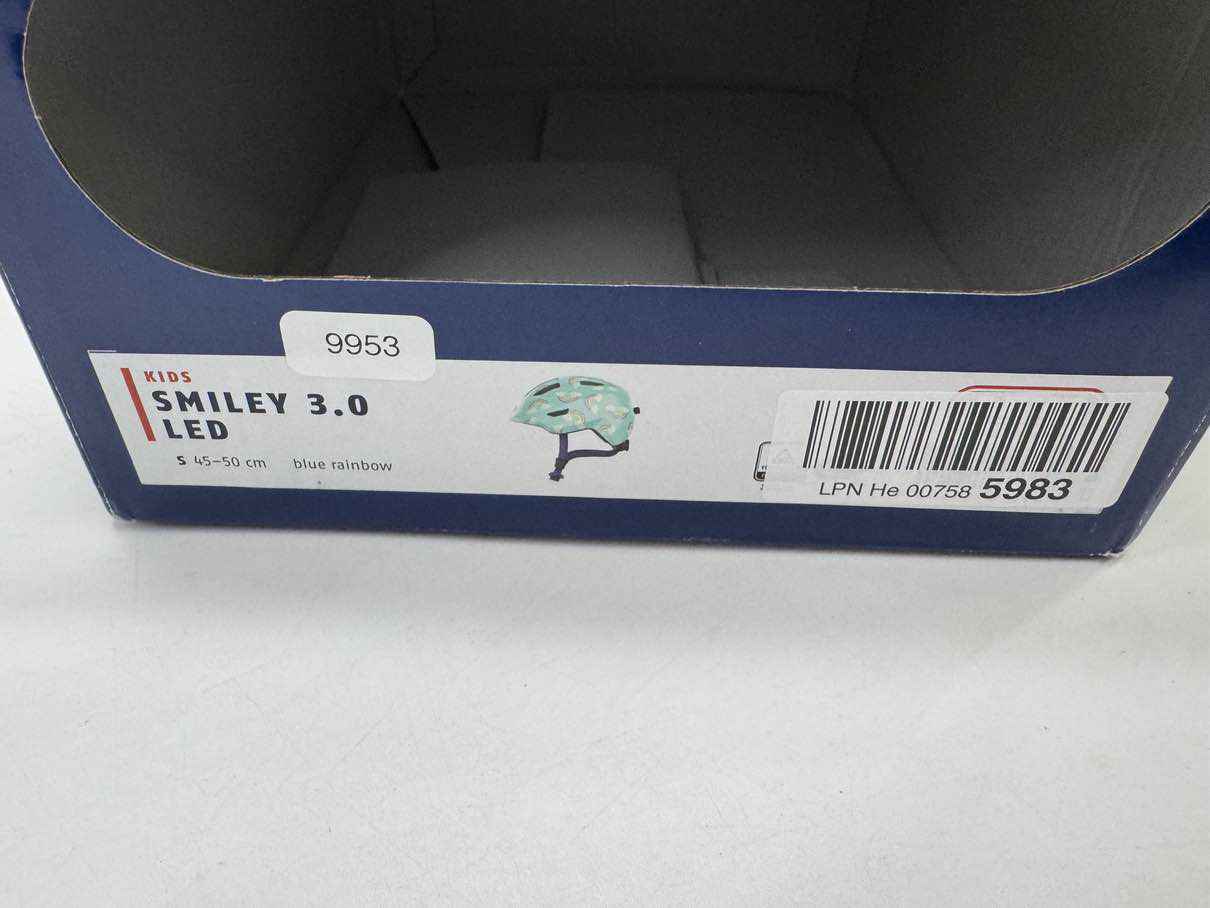 9953
KIDS
SMILEY 3.0
LED
S 45–50 cm blue rainbow
LPN He 00758 5983